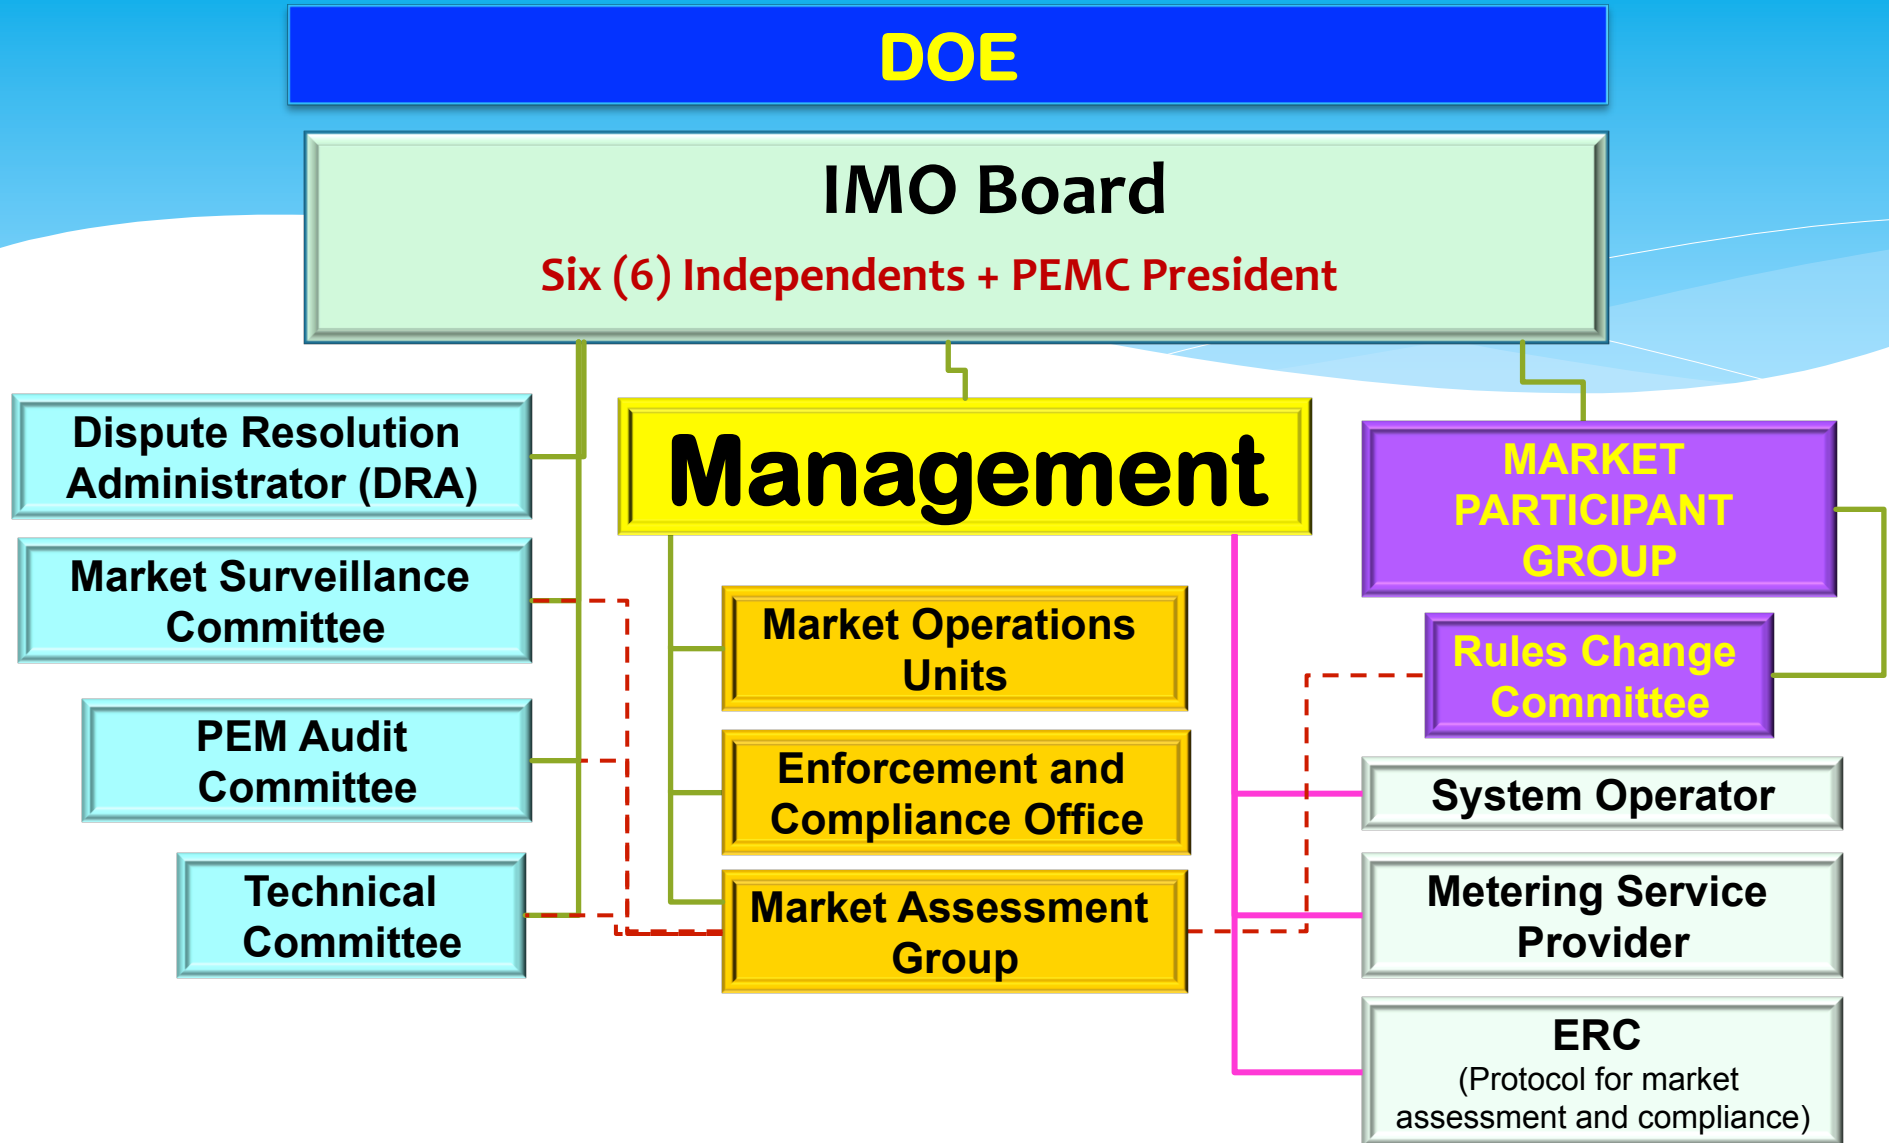 DOE
IMO Board
Six (6) Independents + PEMC President
Dispute Resolution
Administrator (DRA)
Market Surveillance
Committee
PEM Audit
Committee
Technical
Committee
Management
Market Operations
Units
Enforcement and
Compliance Office
Market Assessment
Group
MARKET
PARTICIPANT
GROUP
Rules Change
Committee
System Operator
Metering Service
Provider
ERC
(Protocol for market
assessment and compliance)